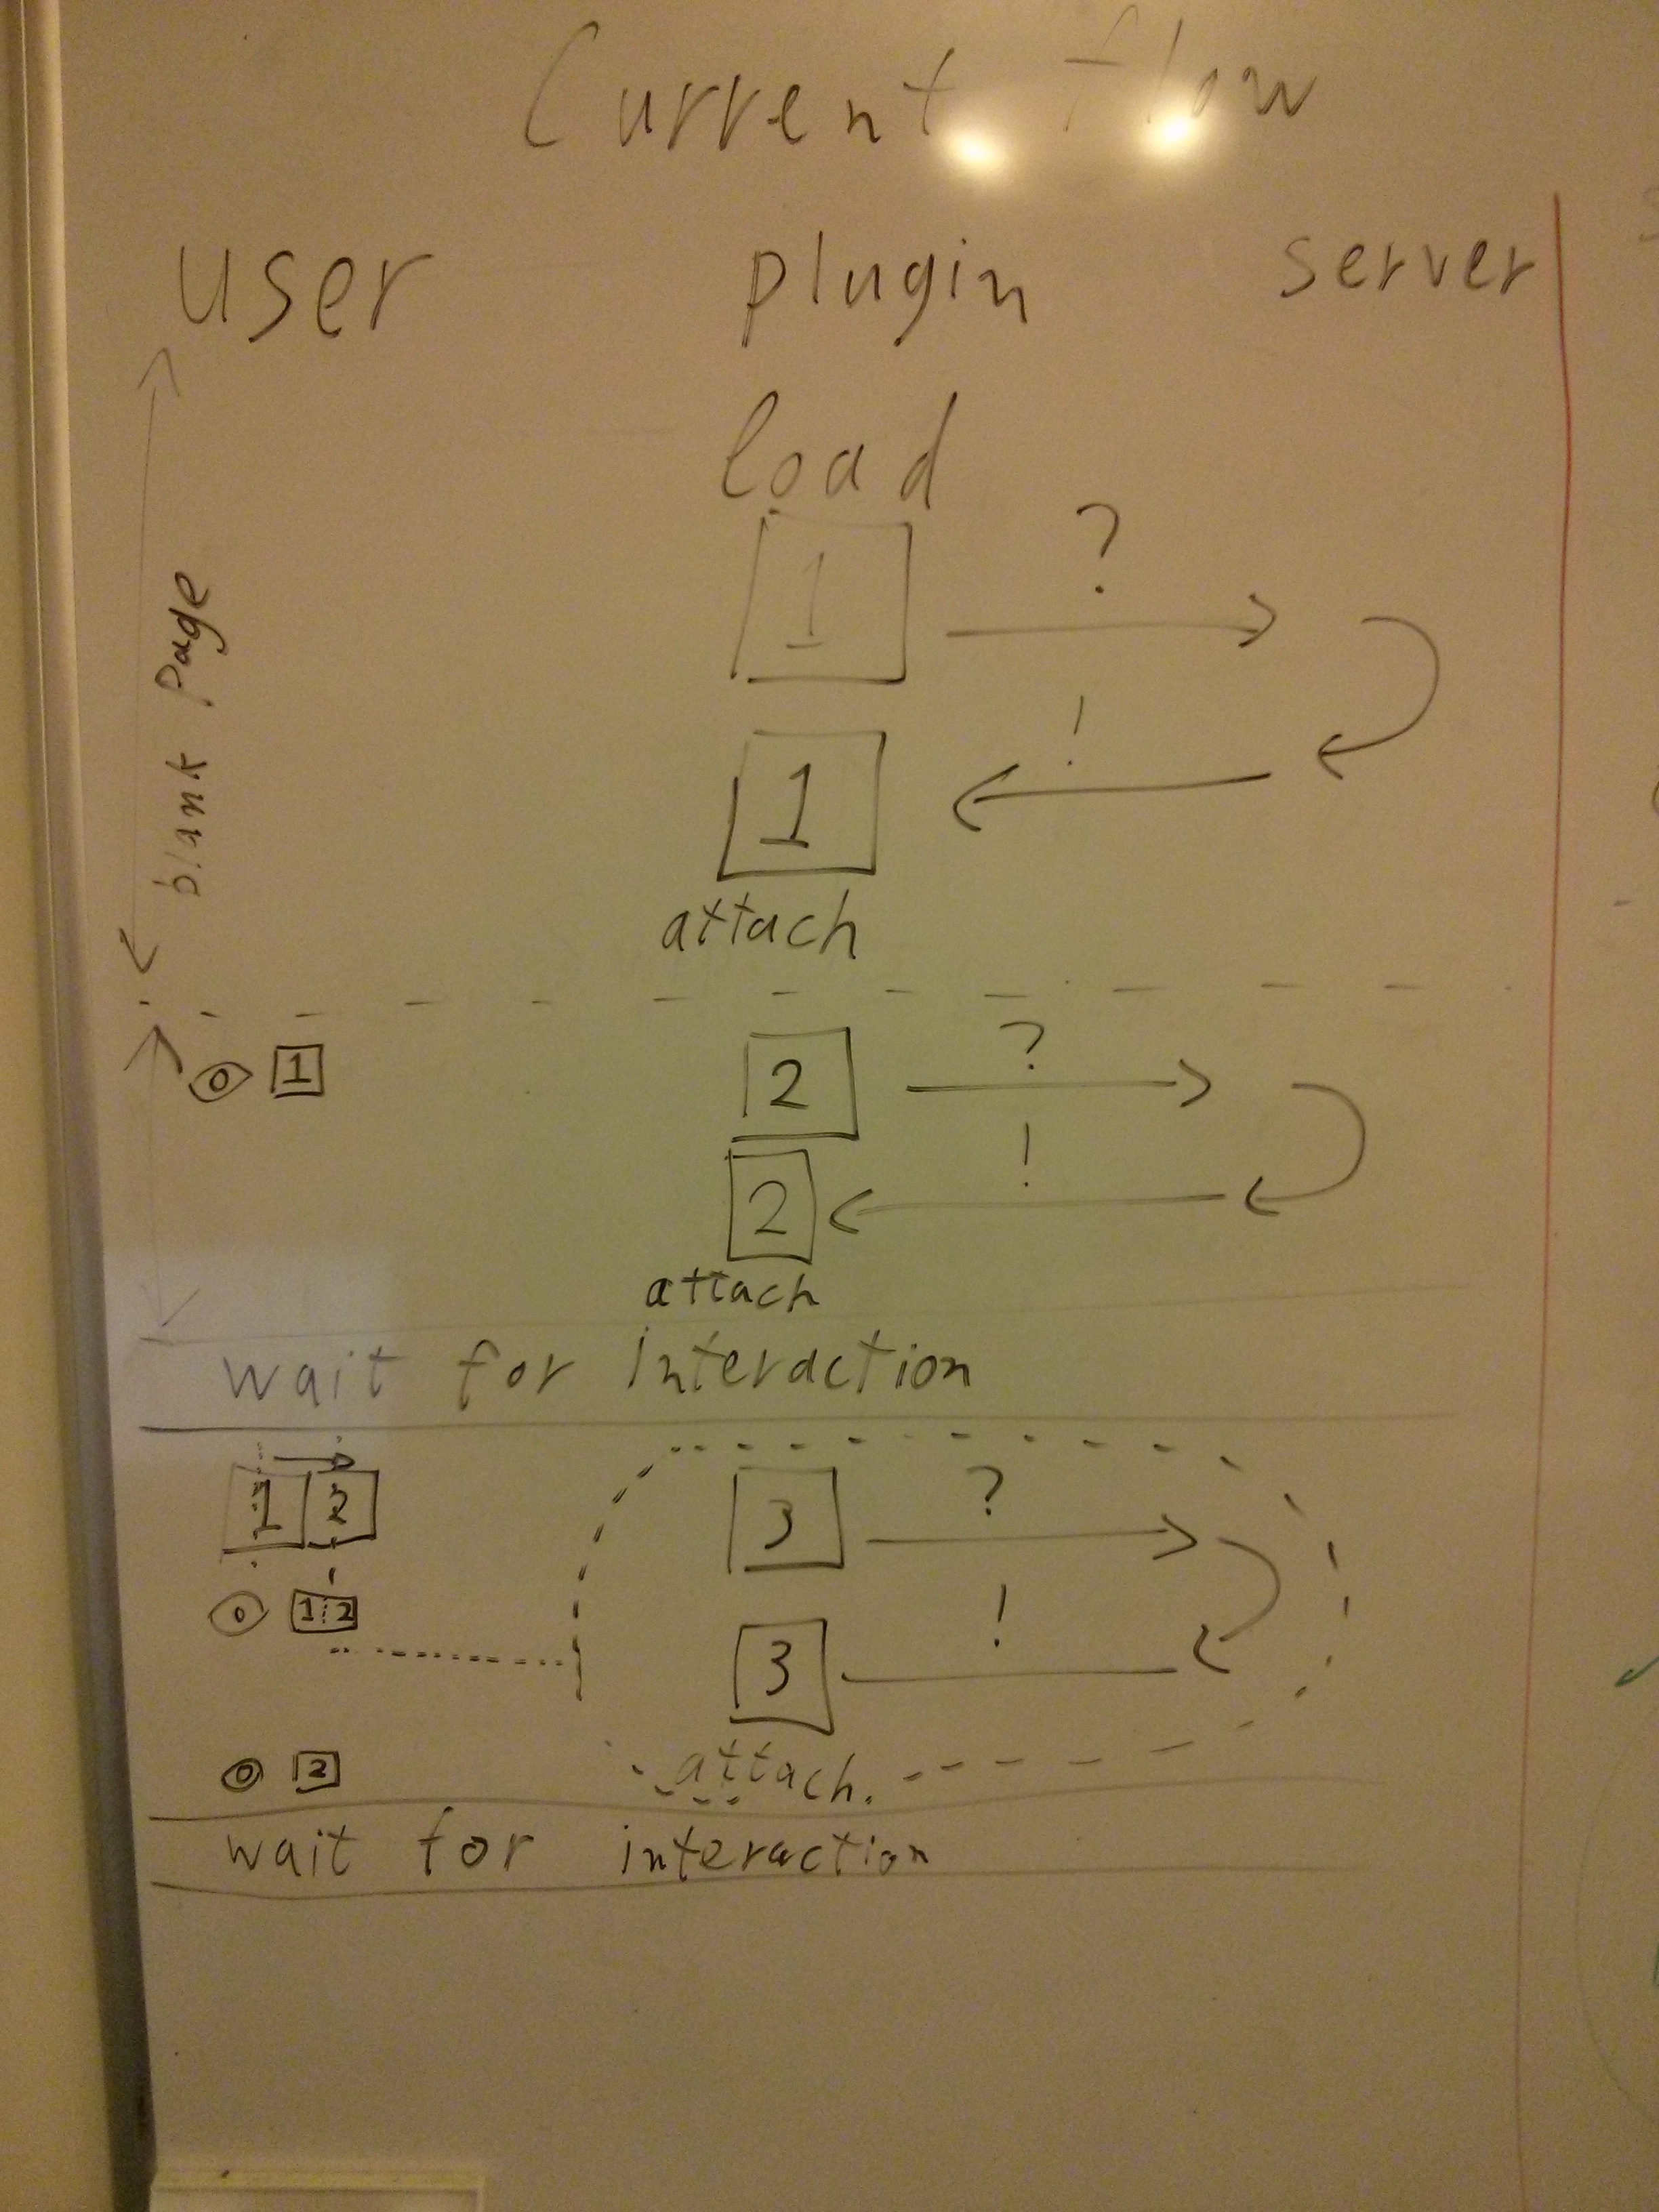 Current flow
user plugin server
load
1 ?
blank Page
!
1
attach
1 2 ?
!
2
attach
wait for interaction
1 2 3 ?
1 2 3 !
2 attach.
wait for interaction